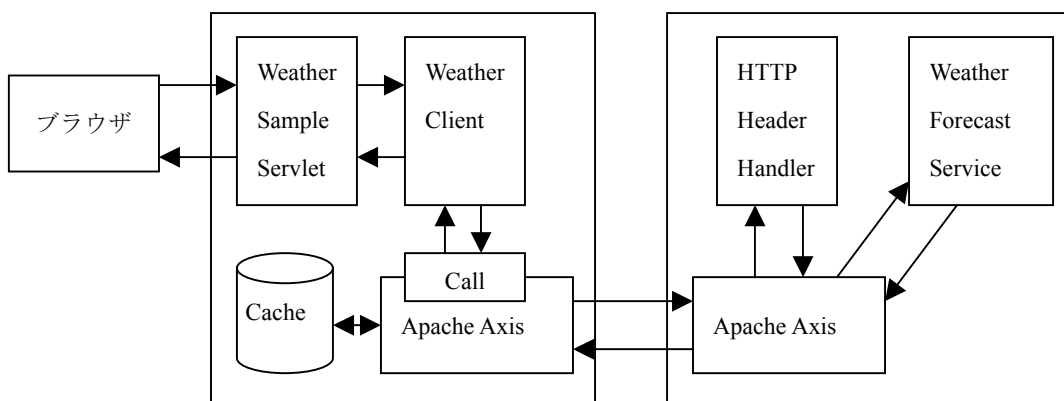 ブラウザ
Weather
Sample
Servlet
Weather
Client
Cache
Call
Apache Axis
HTTP
Header
Handler
Weather
Forecast
Service
Apache Axis